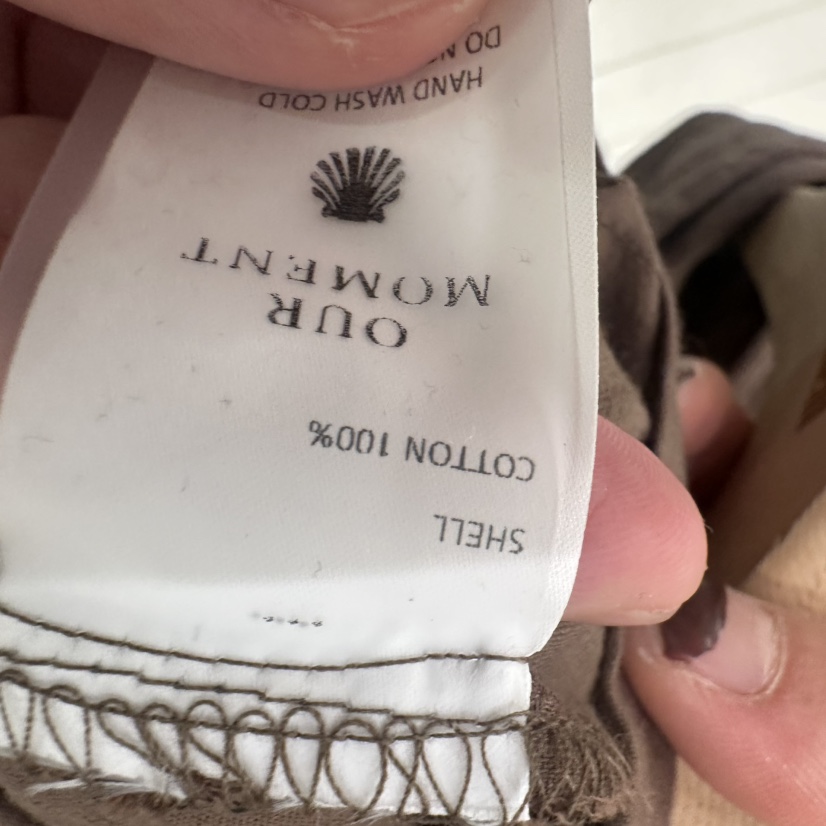 SHELL
COTTON 100%
OUR
MOMENT
HAND WASH COLD
DO